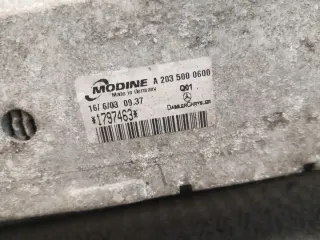 MODINE A 203 500 0600
Made in Germany
16/ 6/03 09.37 Q01
*1797463* DAIMLERCHRYSLER